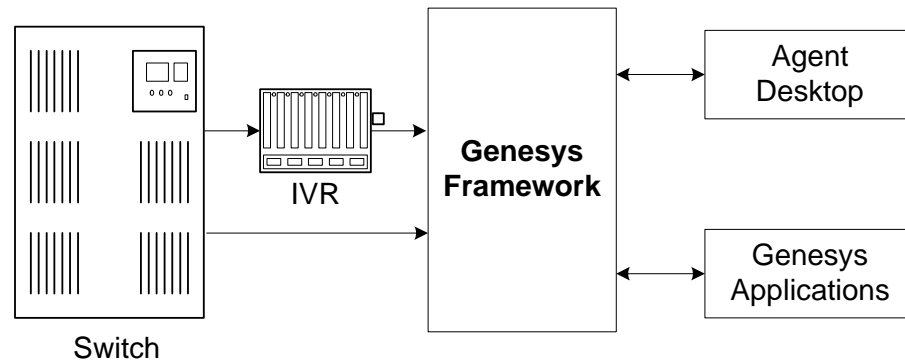 Agent
Desktop
Genesys
Framework
IVR
Genesys
Applications
Switch